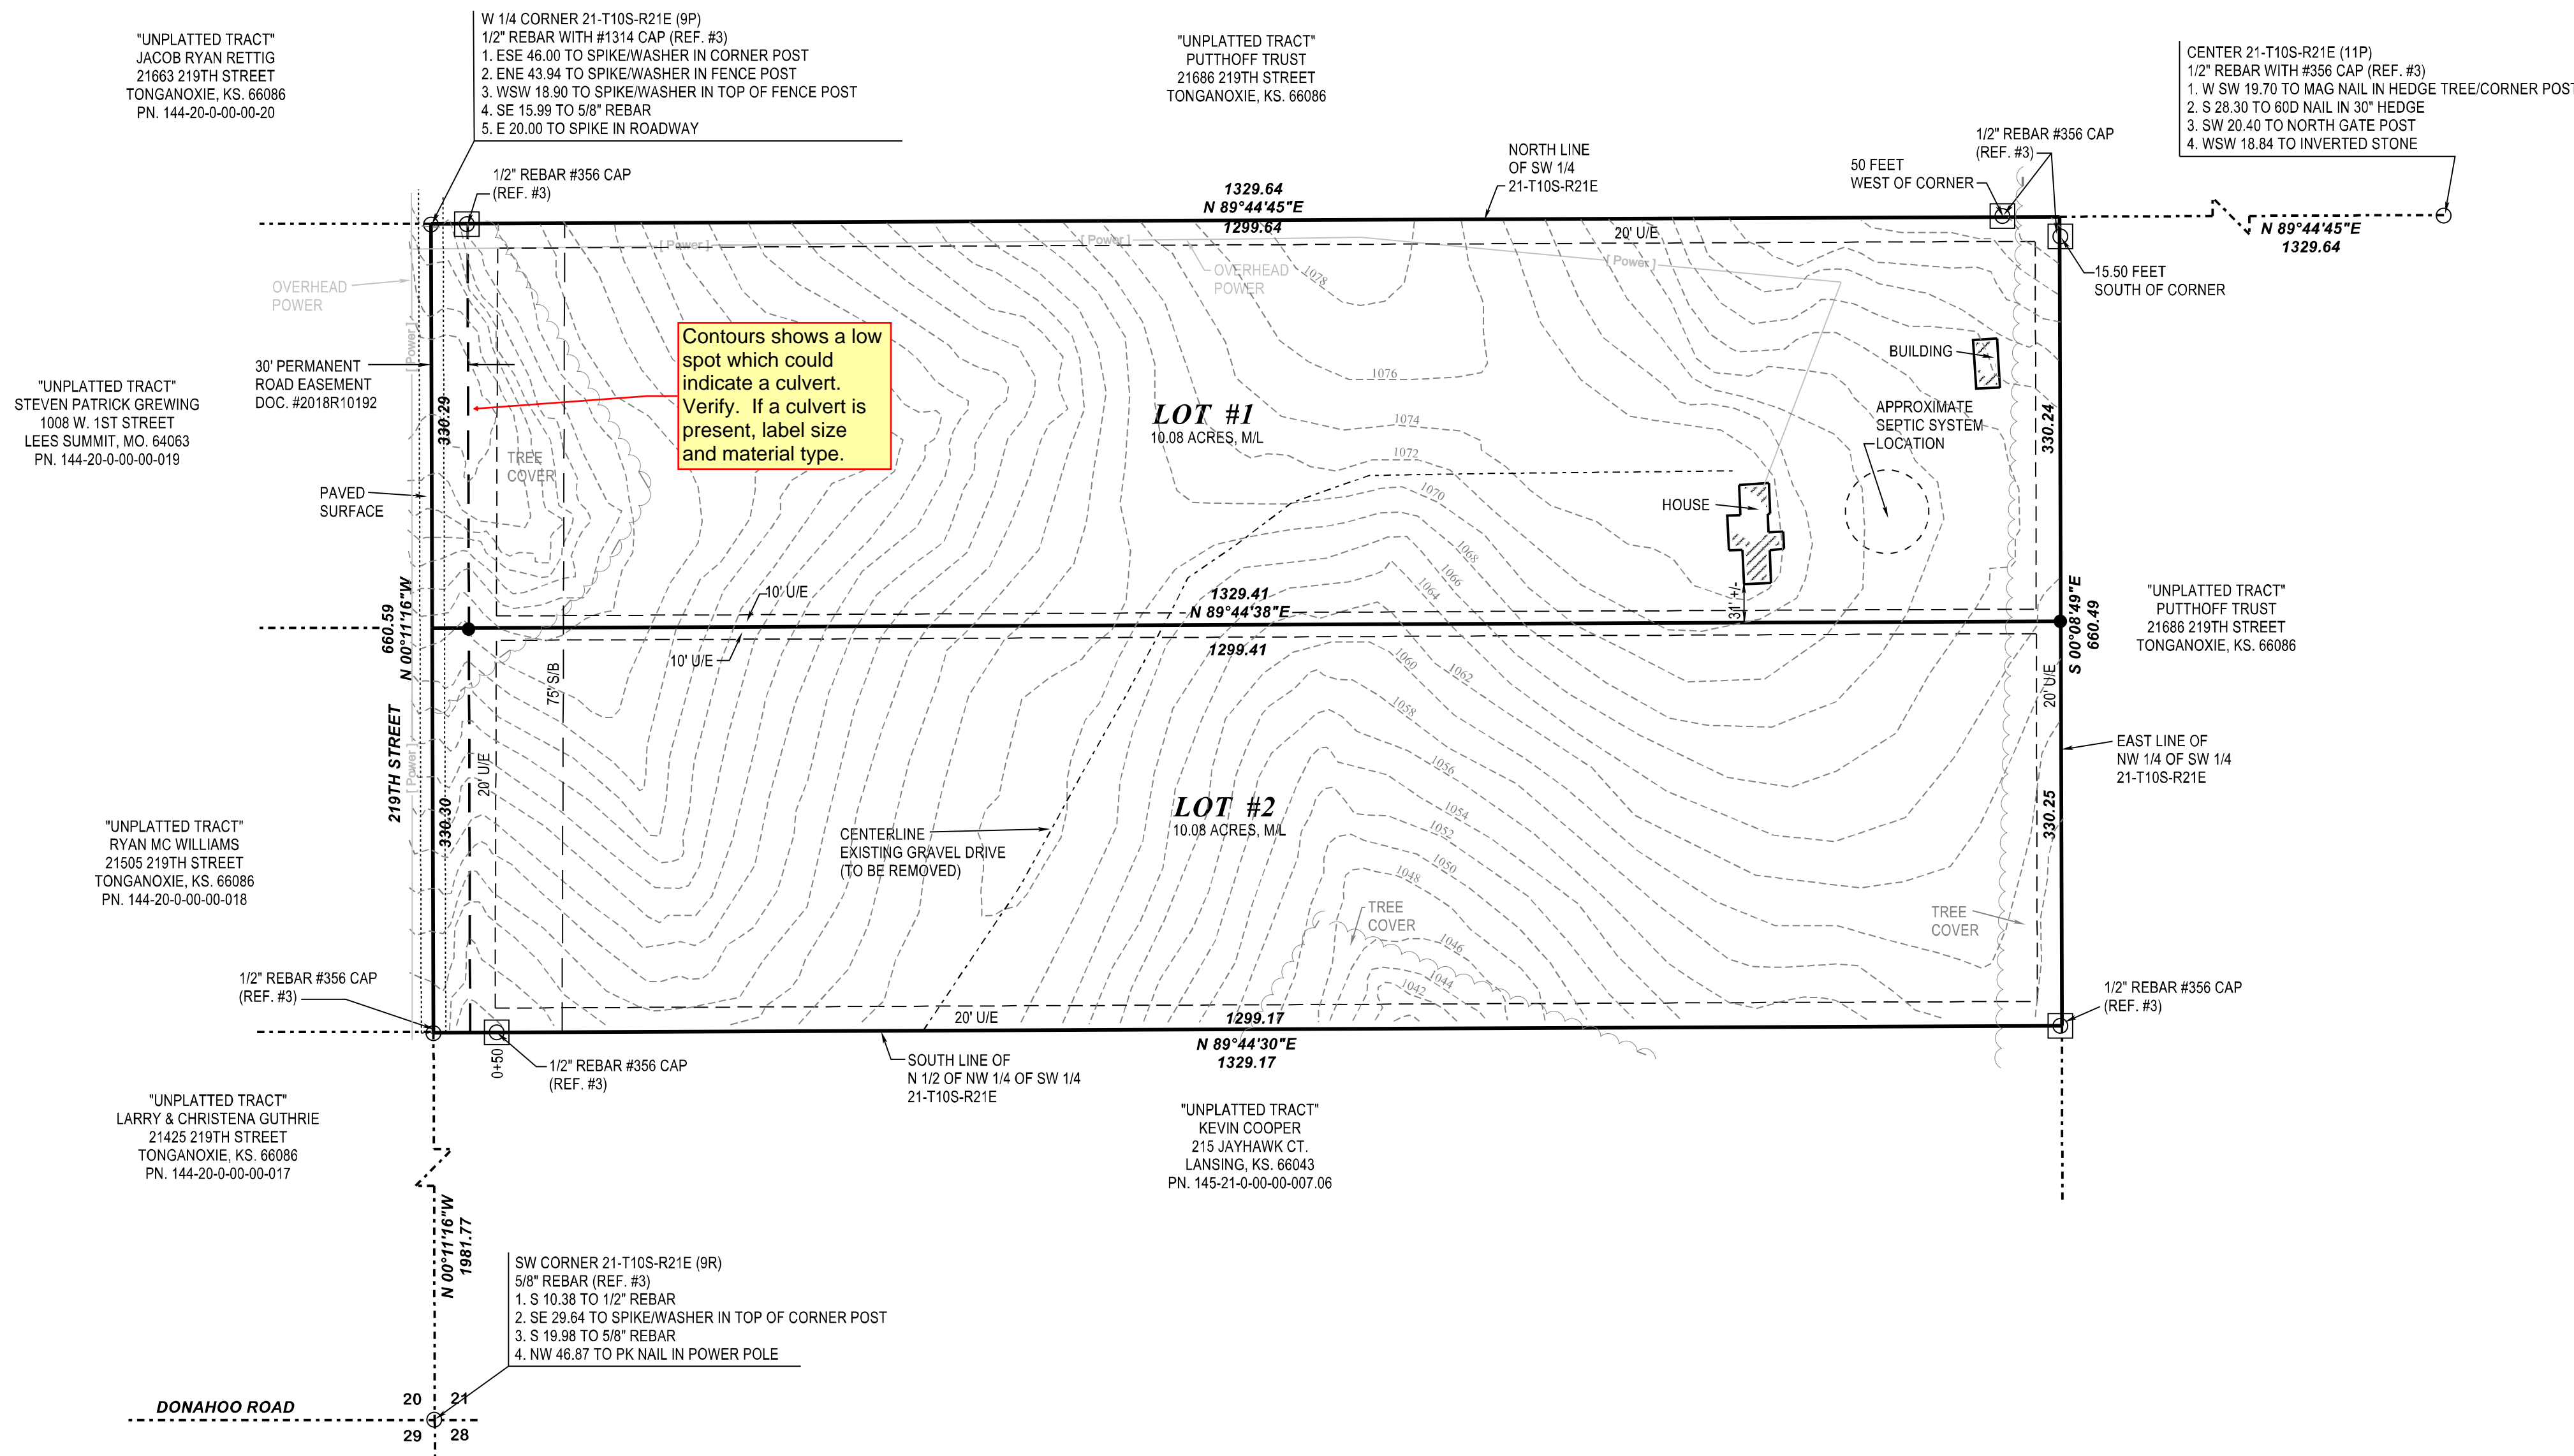 "UNPLATTED TRACT"
JACOB RYAN RETTIG
21663 219TH STREET
TONGANOXIE, KS. 66086
PN. 144-20-0-00-00-20
W 1/4 CORNER 21-T10S-R21E (9P)
1/2" REBAR WITH #1314 CAP (REF. #3)
1. ESE 46.00 TO SPIKE/WASHER IN CORNER POST
2. ENE 43.94 TO SPIKE/WASHER IN FENCE POST
3. WSW 18.90 TO SPIKE/WASHER IN TOP OF FENCE POST
4. SE 15.99 TO 5/8" REBAR
5. E 20.00 TO SPIKE IN ROADWAY
"UNPLATTED TRACT"
PUTTHOFF TRUST
21686 219TH STREET
TONGANOXIE, KS. 66086
CENTER 21-T10S-R21E (11P)
1/2" REBAR WITH #356 CAP (REF. #3)
1. W SW 19.70 TO MAG NAIL IN HEDGE TREE/CORNER POST
2. S 28.30 TO 60D NAIL IN 30" HEDGE
3. SW 20.40 TO NORTH GATE POST
4. WSW 18.84 TO INVERTED STONE
1/2" REBAR #356 CAP
(REF. #3)
1329.64
N 89°44'45"E
1299.64
NORTH LINE
OF SW 1/4
21-T10S-R21E
50 FEET
WEST OF CORNER
1/2" REBAR #356 CAP
(REF. #3)
N 89°44'45"E
1329.64
15.50 FEET
SOUTH OF CORNER
20' U/E
[ Power ]
[ Power ]
[ Power ]
OVERHEAD
POWER
OVERHEAD
POWER
1078
[ Power ]
30' PERMANENT
ROAD EASEMENT
DOC. #2018R10192
330.29
Contours shows a low
spot which could
indicate a culvert.
Verify.  If a culvert is
present, label size
and material type.
1076
BUILDING
"UNPLATTED TRACT"
STEVEN PATRICK GREWING
1008 W. 1ST STREET
LEES SUMMIT, MO. 64063
PN. 144-20-0-00-00-019
LOT #1
10.08 ACRES, M/L
1074
1072
APPROXIMATE
SEPTIC SYSTEM
LOCATION
330.24
TREE
COVER
PAVED
SURFACE
1070
HOUSE
1068
1066
1064
31' +/-
660.59
N 00°11'16"W
10' U/E
1329.41
N 89°44'38"E
1299.41
10' U/E
75' S/B
1060
1062
1058
S 00°08'49"E
660.49
20' U/E
"UNPLATTED TRACT"
PUTTHOFF TRUST
21686 219TH STREET
TONGANOXIE, KS. 66086
219TH STREET
[ Power ]
20' U/E
1056
EAST LINE OF
NW 1/4 OF SW 1/4
21-T10S-R21E
330.30
LOT #2
10.08 ACRES, M/L
1054
1052
1050
1048
330.25
"UNPLATTED TRACT"
RYAN MC WILLIAMS
21505 219TH STREET
TONGANOXIE, KS. 66086
PN. 144-20-0-00-00-018
CENTERLINE
EXISTING GRAVEL DRIVE
(TO BE REMOVED)
TREE
COVER
TREE
COVER
1046
1044
1042
1/2" REBAR #356 CAP
(REF. #3)
1/2" REBAR #356 CAP
(REF. #3)
20' U/E
1299.17
N 89°44'30"E
1329.17
0+50
1/2" REBAR #356 CAP
(REF. #3)
SOUTH LINE OF
N 1/2 OF NW 1/4 OF SW 1/4
21-T10S-R21E
"UNPLATTED TRACT"
LARRY & CHRISTENA GUTHRIE
21425 219TH STREET
TONGANOXIE, KS. 66086
PN. 144-20-0-00-00-017
"UNPLATTED TRACT"
KEVIN COOPER
215 JAYHAWK CT.
LANSING, KS. 66043
PN. 145-21-0-00-00-007.06
N 00°11'16"W
1981.77
SW CORNER 21-T10S-R21E (9R)
5/8" REBAR (REF. #3)
1. S 10.38 TO 1/2" REBAR
2. SE 29.64 TO SPIKE/WASHER IN TOP OF CORNER POST
3. S 19.98 TO 5/8" REBAR
4. NW 46.87 TO PK NAIL IN POWER POLE
DONAHOO ROAD
20 21
29 28